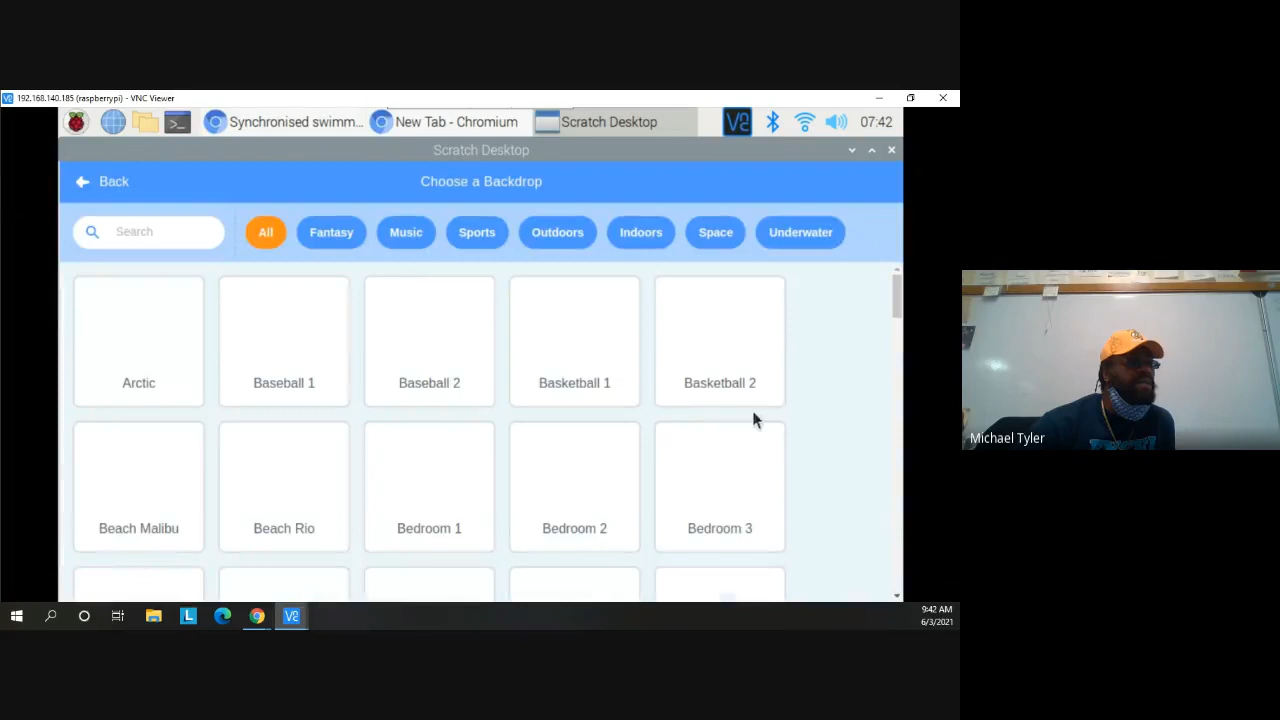 192.168.140.185 (raspberrypi) - VNC Viewer
Synchronised swimm... New Tab - Chromium Scratch Desktop 07:42
Scratch Desktop
Back Choose a Backdrop
Search All Fantasy Music Sports Outdoors Indoors Space Underwater
Arctic Baseball 1 Baseball 2 Basketball 1 Basketball 2
Beach Malibu Beach Rio Bedroom 1 Bedroom 2 Bedroom 3
Michael Tyler
9:42 AM
6/3/2021